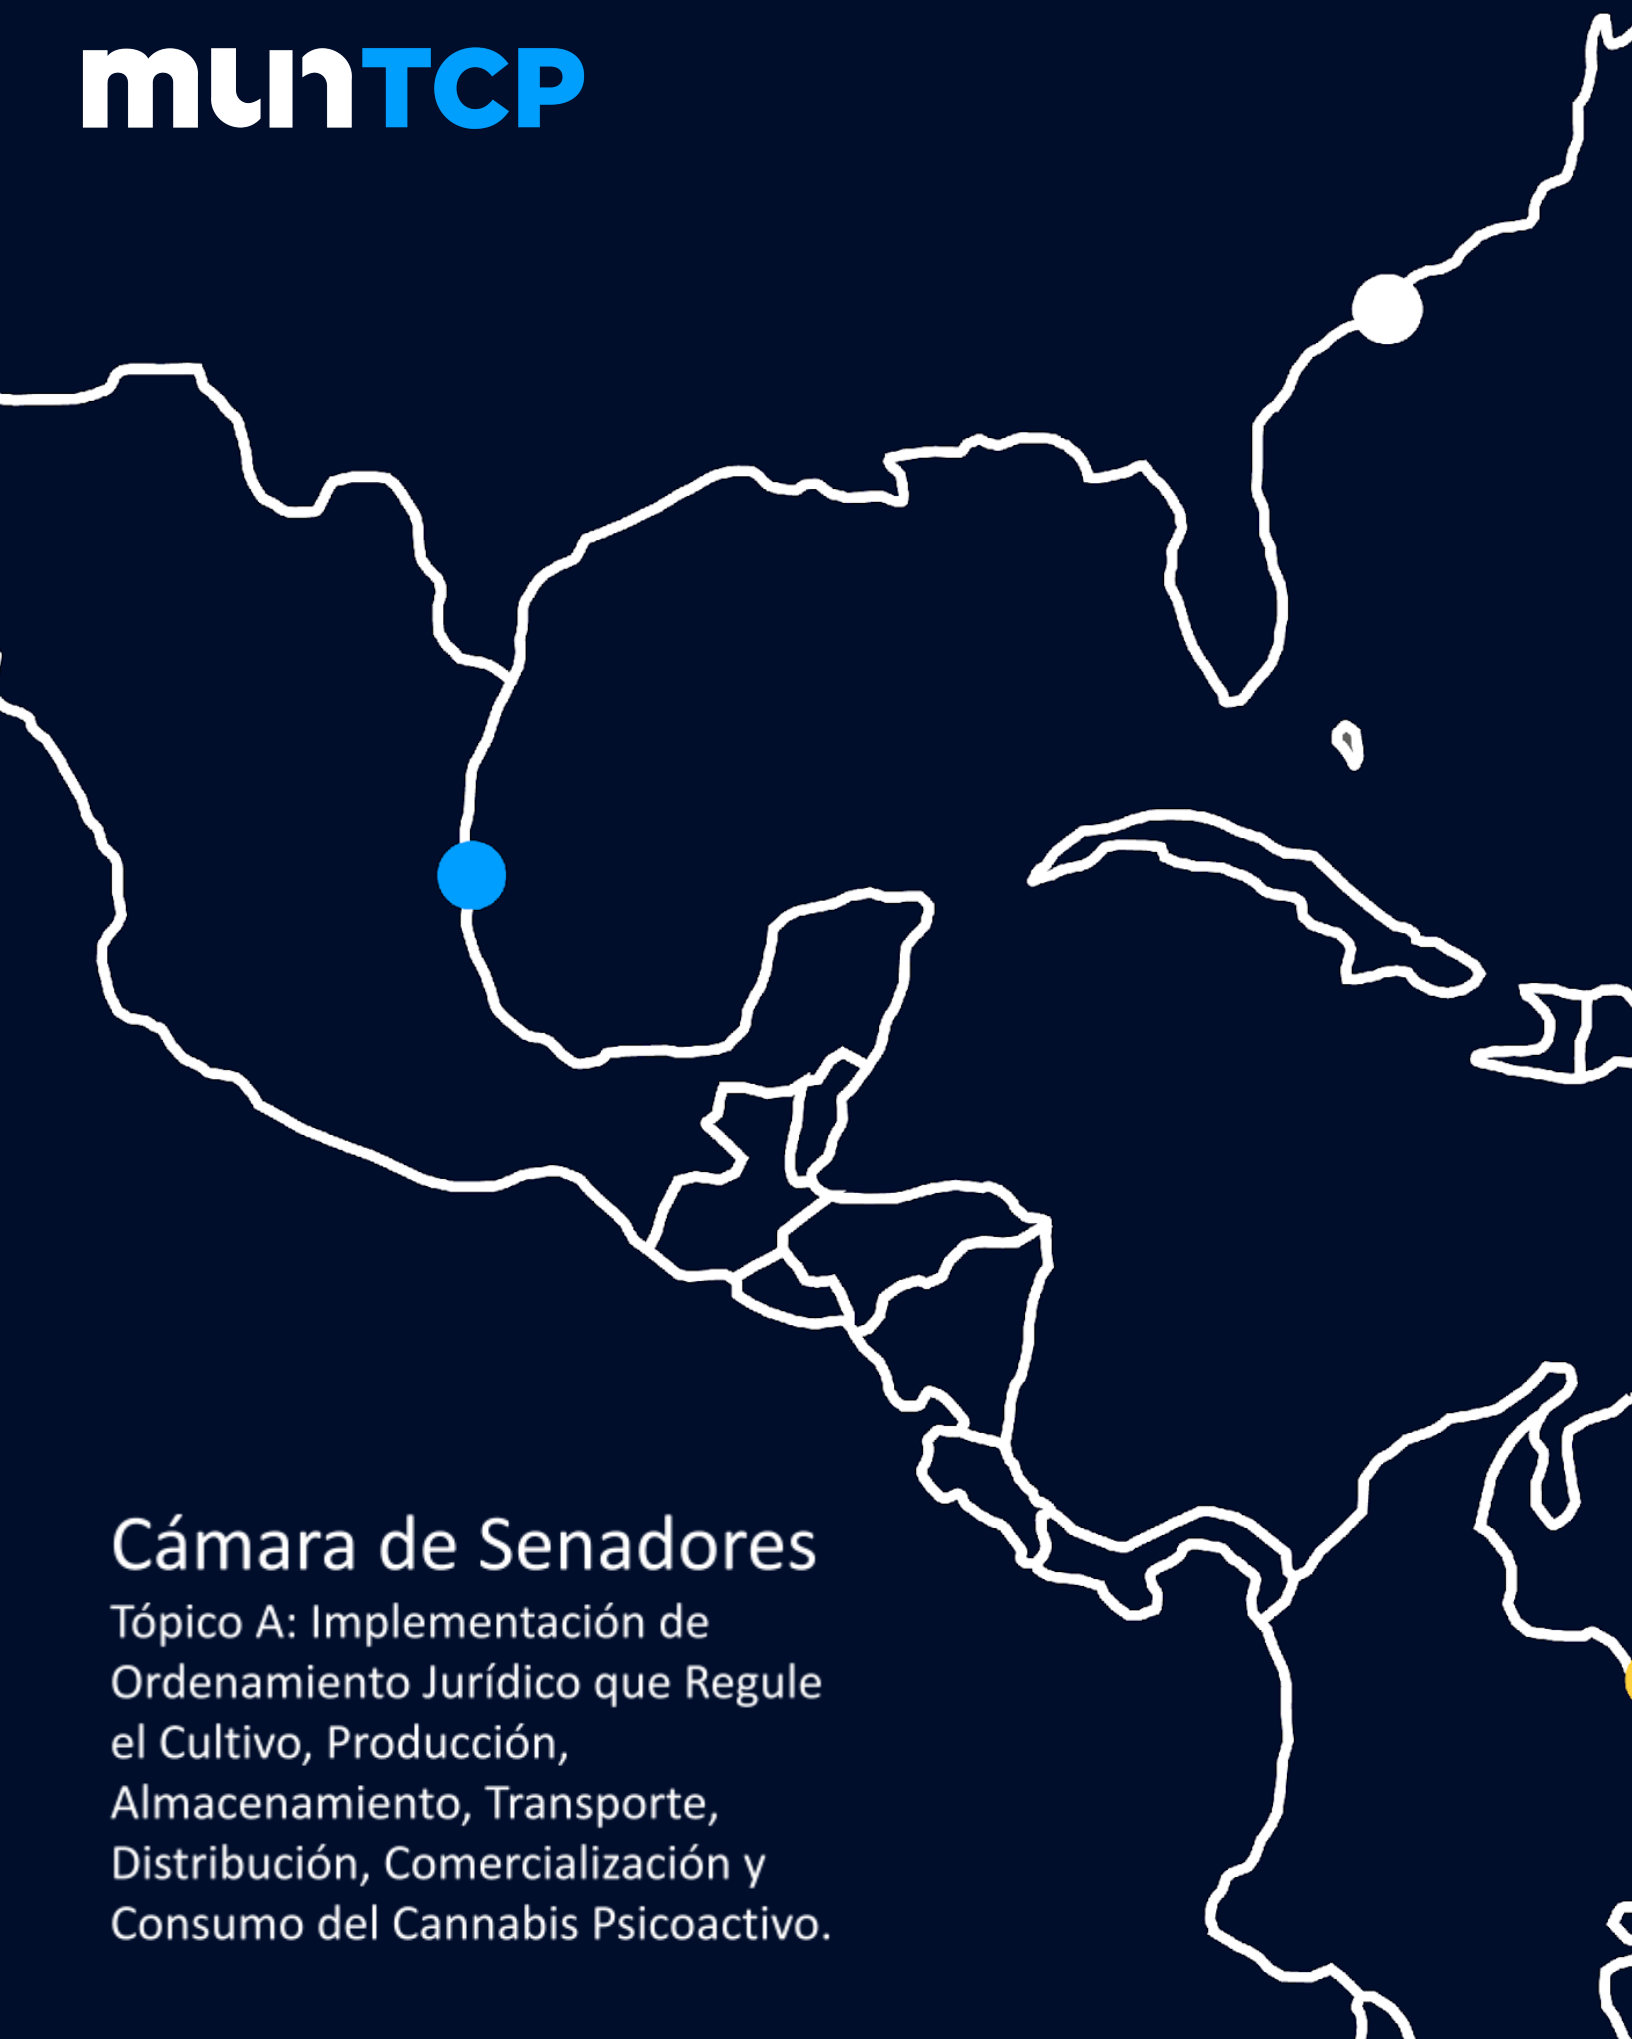 munTCP
Cámara de Senadores
Tópico A: Implementación de
Ordenamiento Jurídico que Regule
el Cultivo, Producción,
Almacenamiento, Transporte,
Distribución, Comercialización y
Consumo del Cannabis Psicoactivo.